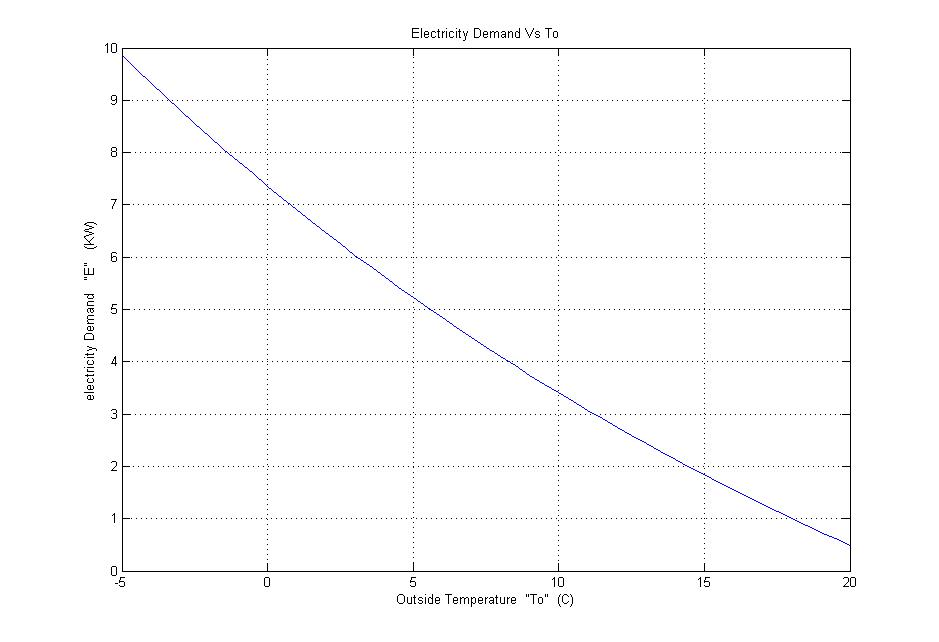 Electricity Demand Vs To
10
9
8
7
6
5
4
3
2
1
0
electricity Demand "E" (KW)
-5 0 5 10 15 20
Outside Temperature "To" (C)